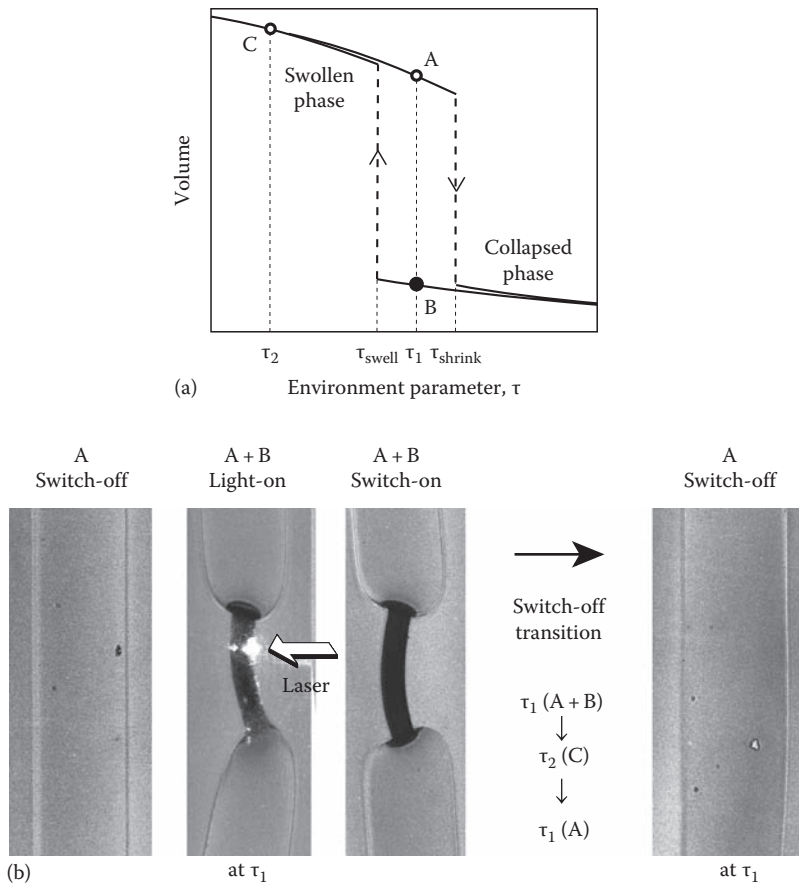 C
A
Swollen
phase
Volume
Collapsed
phase
B
τ2
τswell
τ1
τshrink
(a)
Environment parameter, τ
A
Switch-off
A + B
Light-on
A + B
Switch-on
A
Switch-off
Laser
Switch-off
transition
τ1 (A + B)
τ2 (C)
τ1 (A)
(b)
at τ1
at τ1